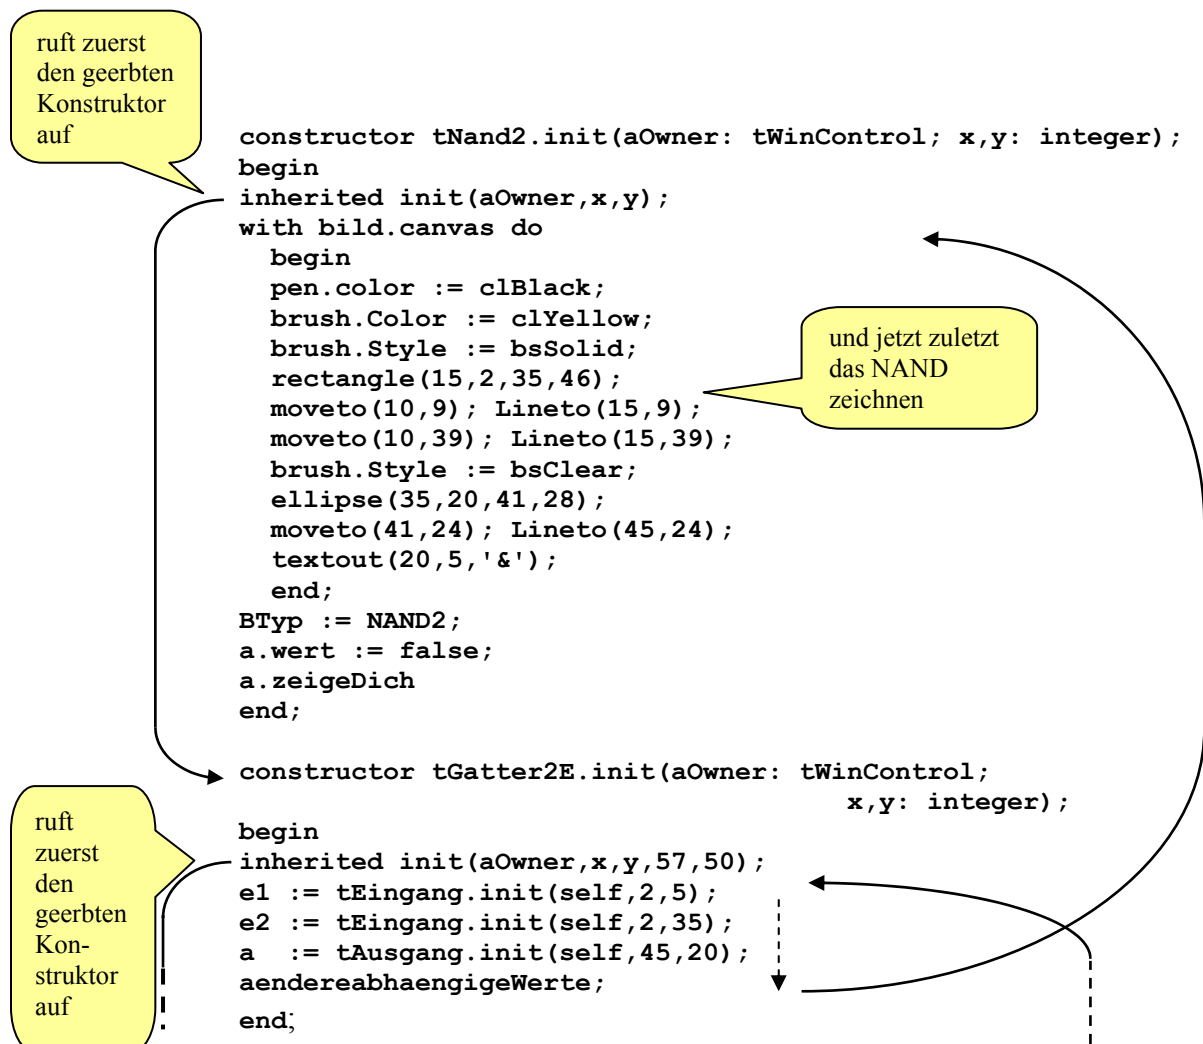 ruft zuerst
den geerbten
Konstruktor
auf
constructor tNand2.init(aOwner: tWinControl; x,y: integer);
begin
inherited init(aOwner,x,y);
with bild.canvas do
begin
pen.color := clBlack;
brush.Color := clYellow;
brush.Style := bsSolid;
rectangle(15,2,35,46);
moveto(10,9); Lineto(15,9);
moveto(10,39); Lineto(15,39);
brush.Style := bsClear;
ellipse(35,20,41,28);
moveto(41,24); Lineto(45,24);
textout(20,5,'&');
end;
BTyp := NAND2;
a.wert := false;
a.zeigeDich
end;
und jetzt zuletzt
das NAND
zeichnen
constructor tGatter2E.init(aOwner: tWinControl;
x,y: integer);
begin
inherited init(aOwner,x,y,57,50);
e1 := tEingang.init(self,2,5);
e2 := tEingang.init(self,2,35);
a  := tAusgang.init(self,45,20);
aendereabhaengigeWerte;
end;
ruft
zuerst
den
geerbten
Kon-
struktor
auf